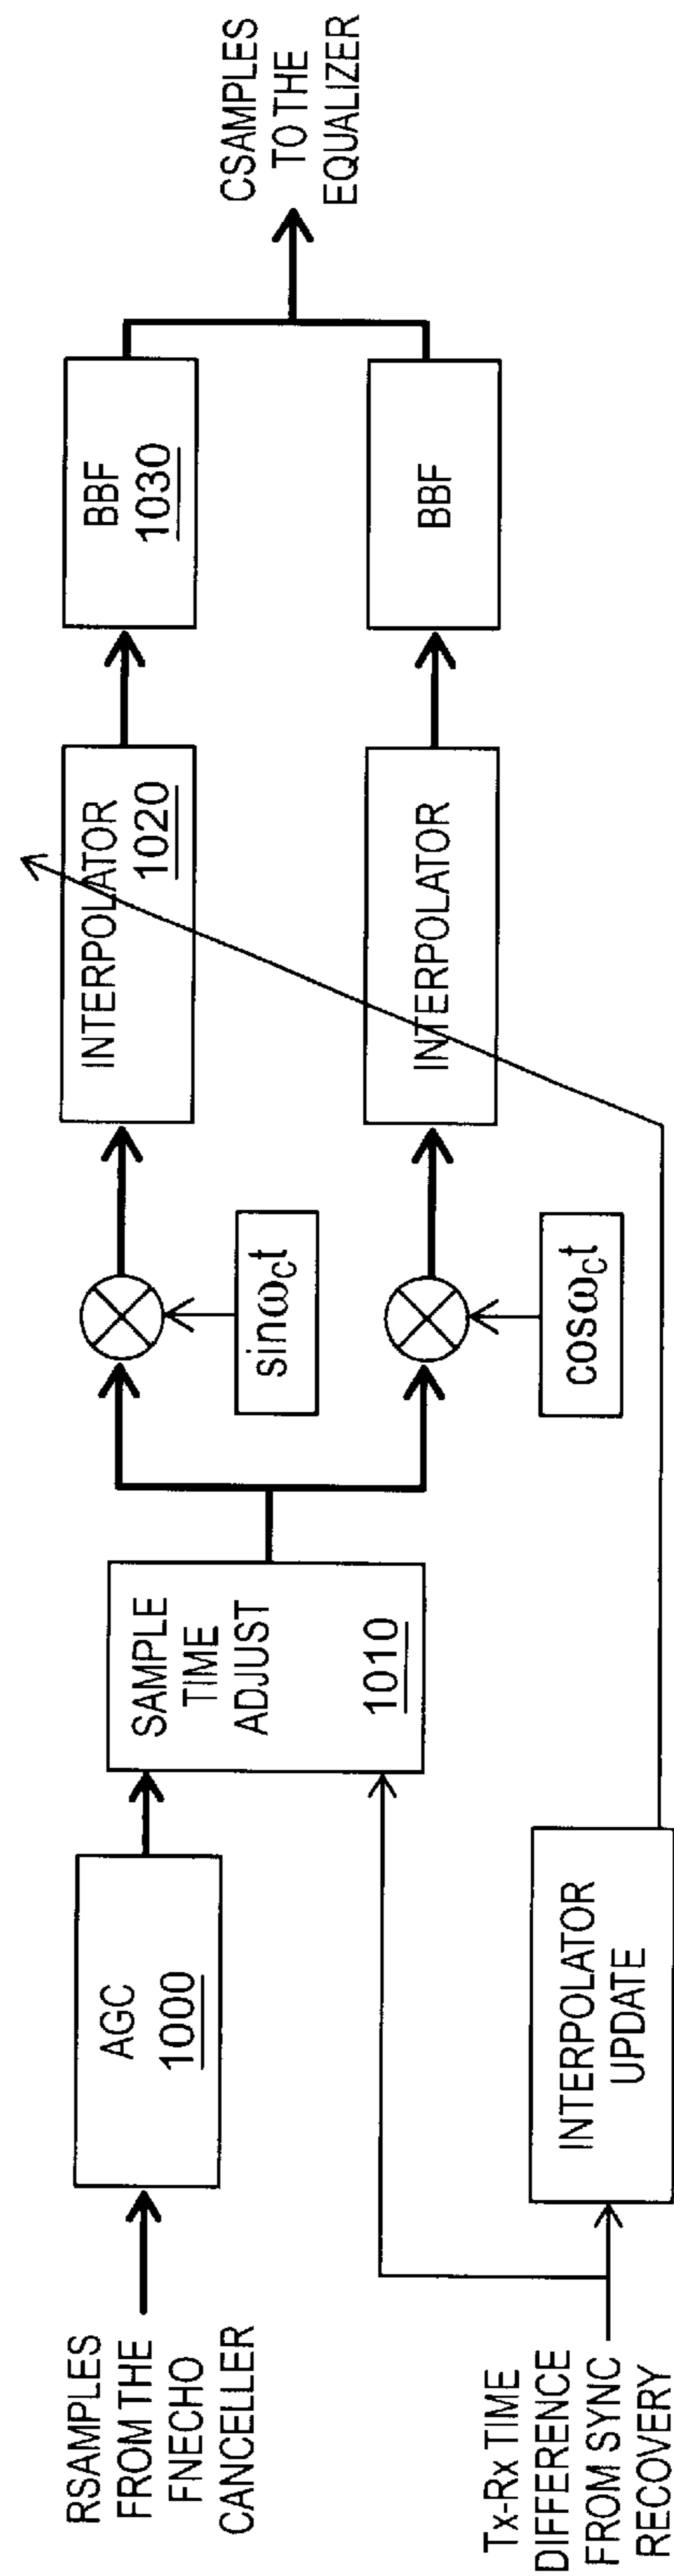 RSAMPLES
FROM THE
FNECHO
CANCELLER
AGC
1000
SAMPLE
TIME
ADJUST
1010
sinωCt
cosωCt
INTERPOLATOR
1020
INTERPOLATOR
BBF
1030
BBF
CSAMPLES
TO THE
EQUALIZER
Tx-Rx TIME
DIFFERENCE
FROM SYNC
RECOVERY
INTERPOLATOR
UPDATE